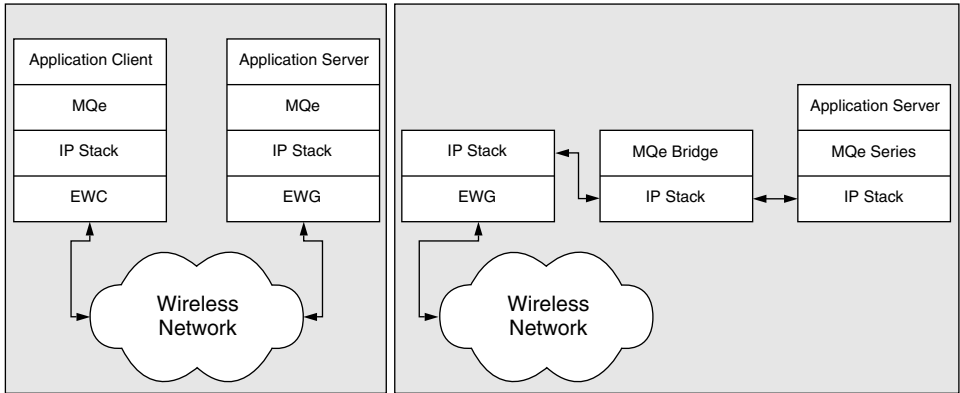 Application Client
MQe
IP Stack
EWC
Application Server
MQe
IP Stack
EWG
Wireless
Network
IP Stack
EWG
Wireless
Network
MQe Bridge
IP Stack
Application Server
MQe Series
IP Stack